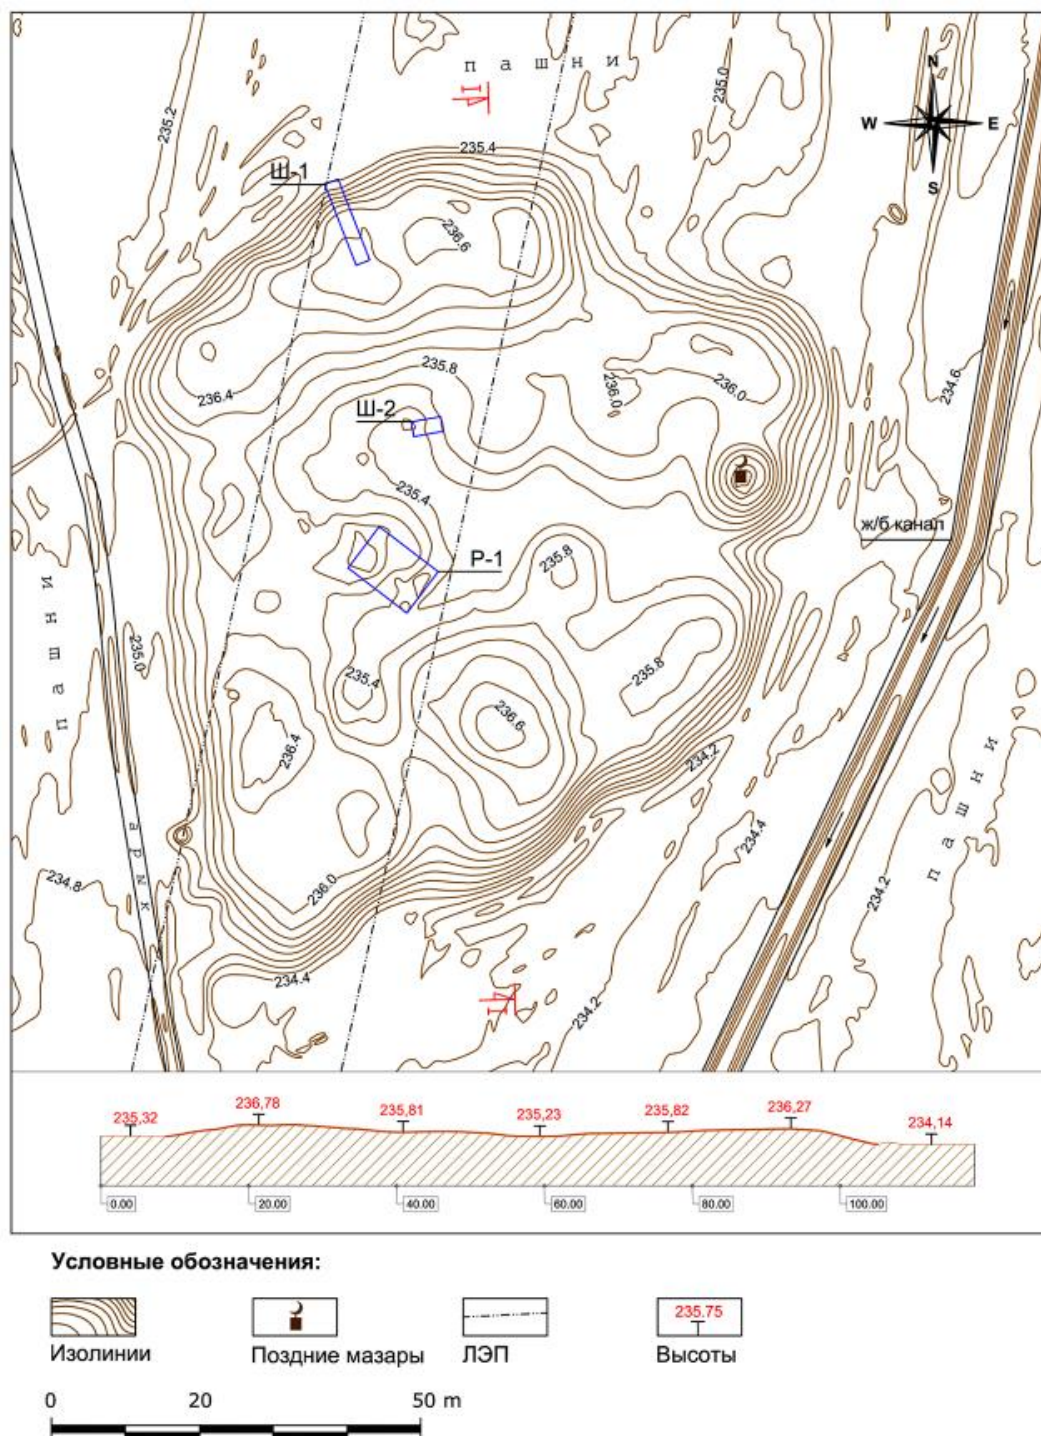 пашни
I
235.2
235.0
N
W
E
S
235.4
Ш-1
236.6
235.8
236.4
236.0
236.0
234.6
Ш-2
235.4
ж/б канал
Р-1
235.8
пашни
235.0
235.4
235.8
236.6
236.4
234.2
пашни
арык
234.4
234.8
236.0
234.2
234.4
I
234.2
235,32
236,78
235,81
235,23
235,82
236,27
234,14
0.00
20.00
40.00
60.00
80.00
100.00
Условные обозначения:
235.75
Изолинии
Поздние мазары
ЛЭП
Высоты
0 20 50 m